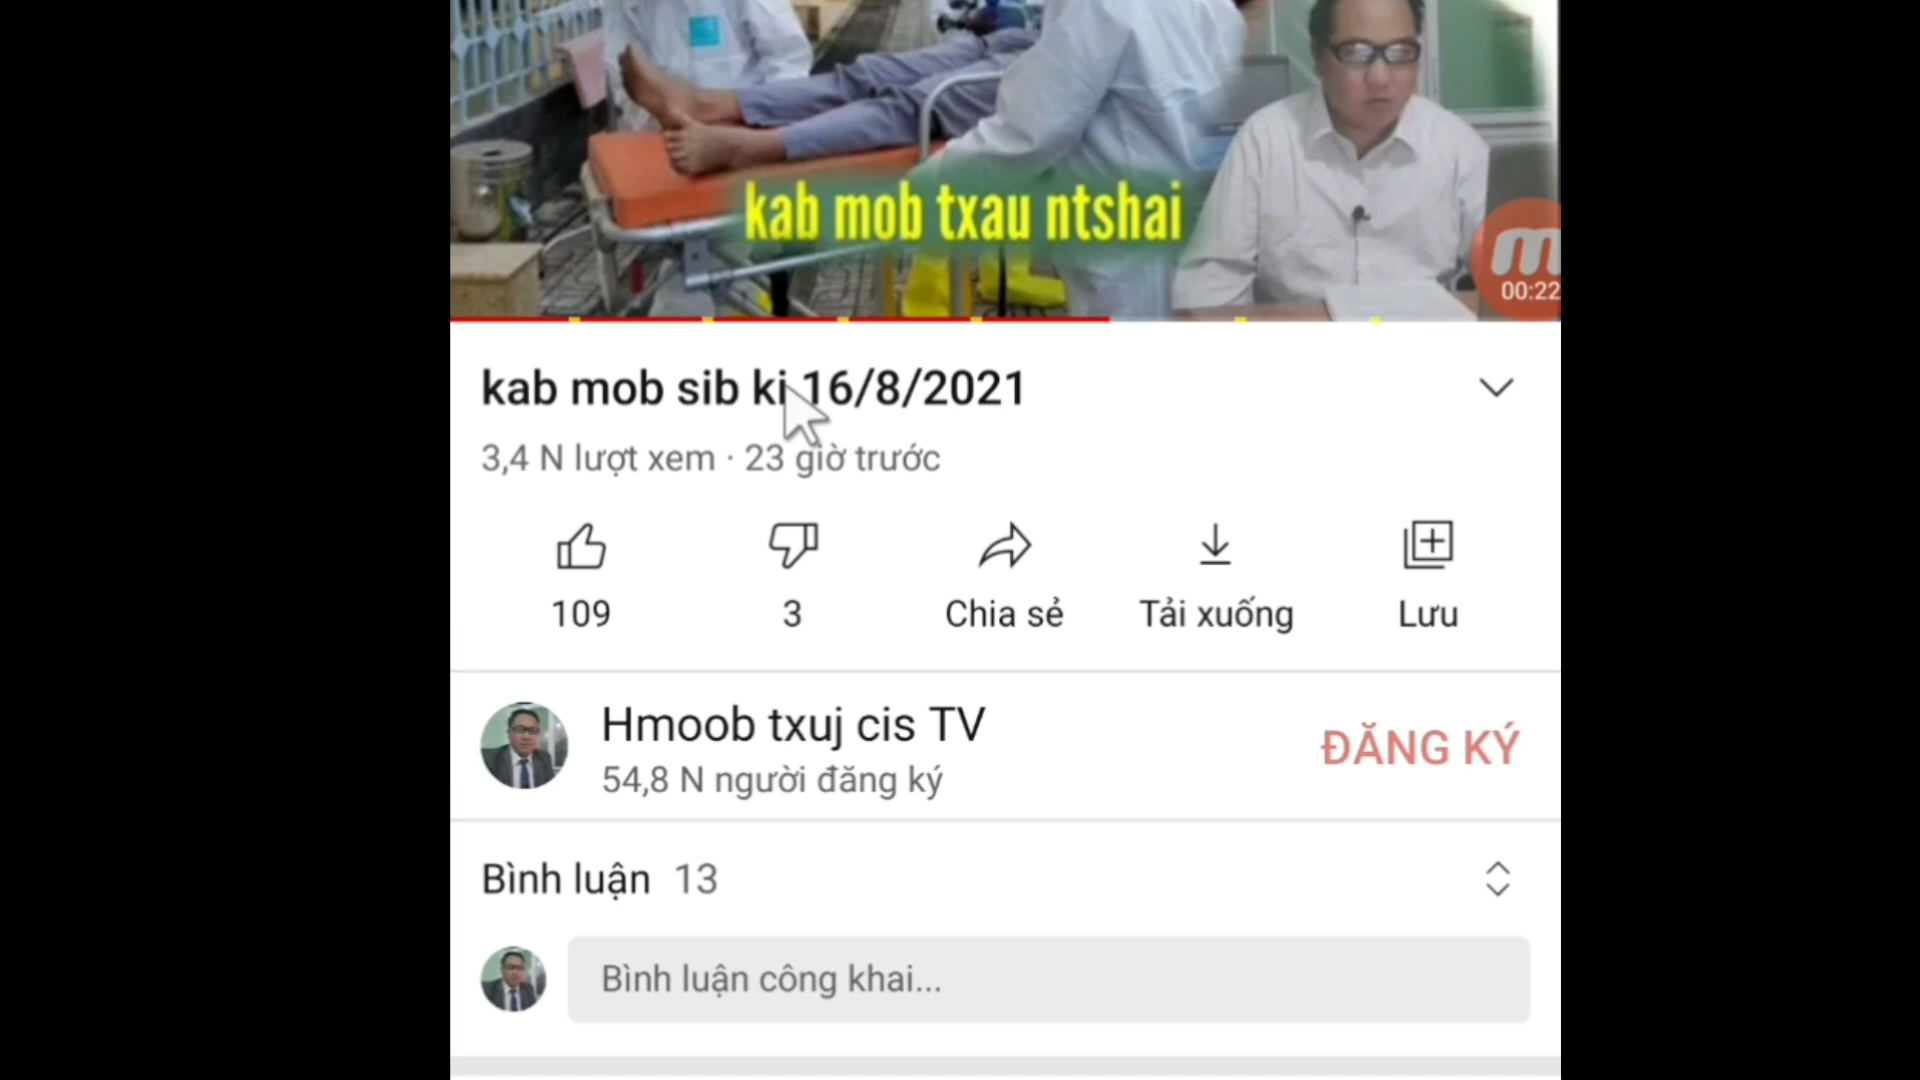 kab mob txau ntshai
m
00:22
kab mob sib ki 16/8/2021
3,4 N lượt xem · 23 giờ trước
109
3
Chia sẻ
Tải xuống
Lưu
Hmoob txuj cis TV
54,8 N người đăng ký
ĐĂNG KÝ
Bình luận 13
Bình luận công khai...